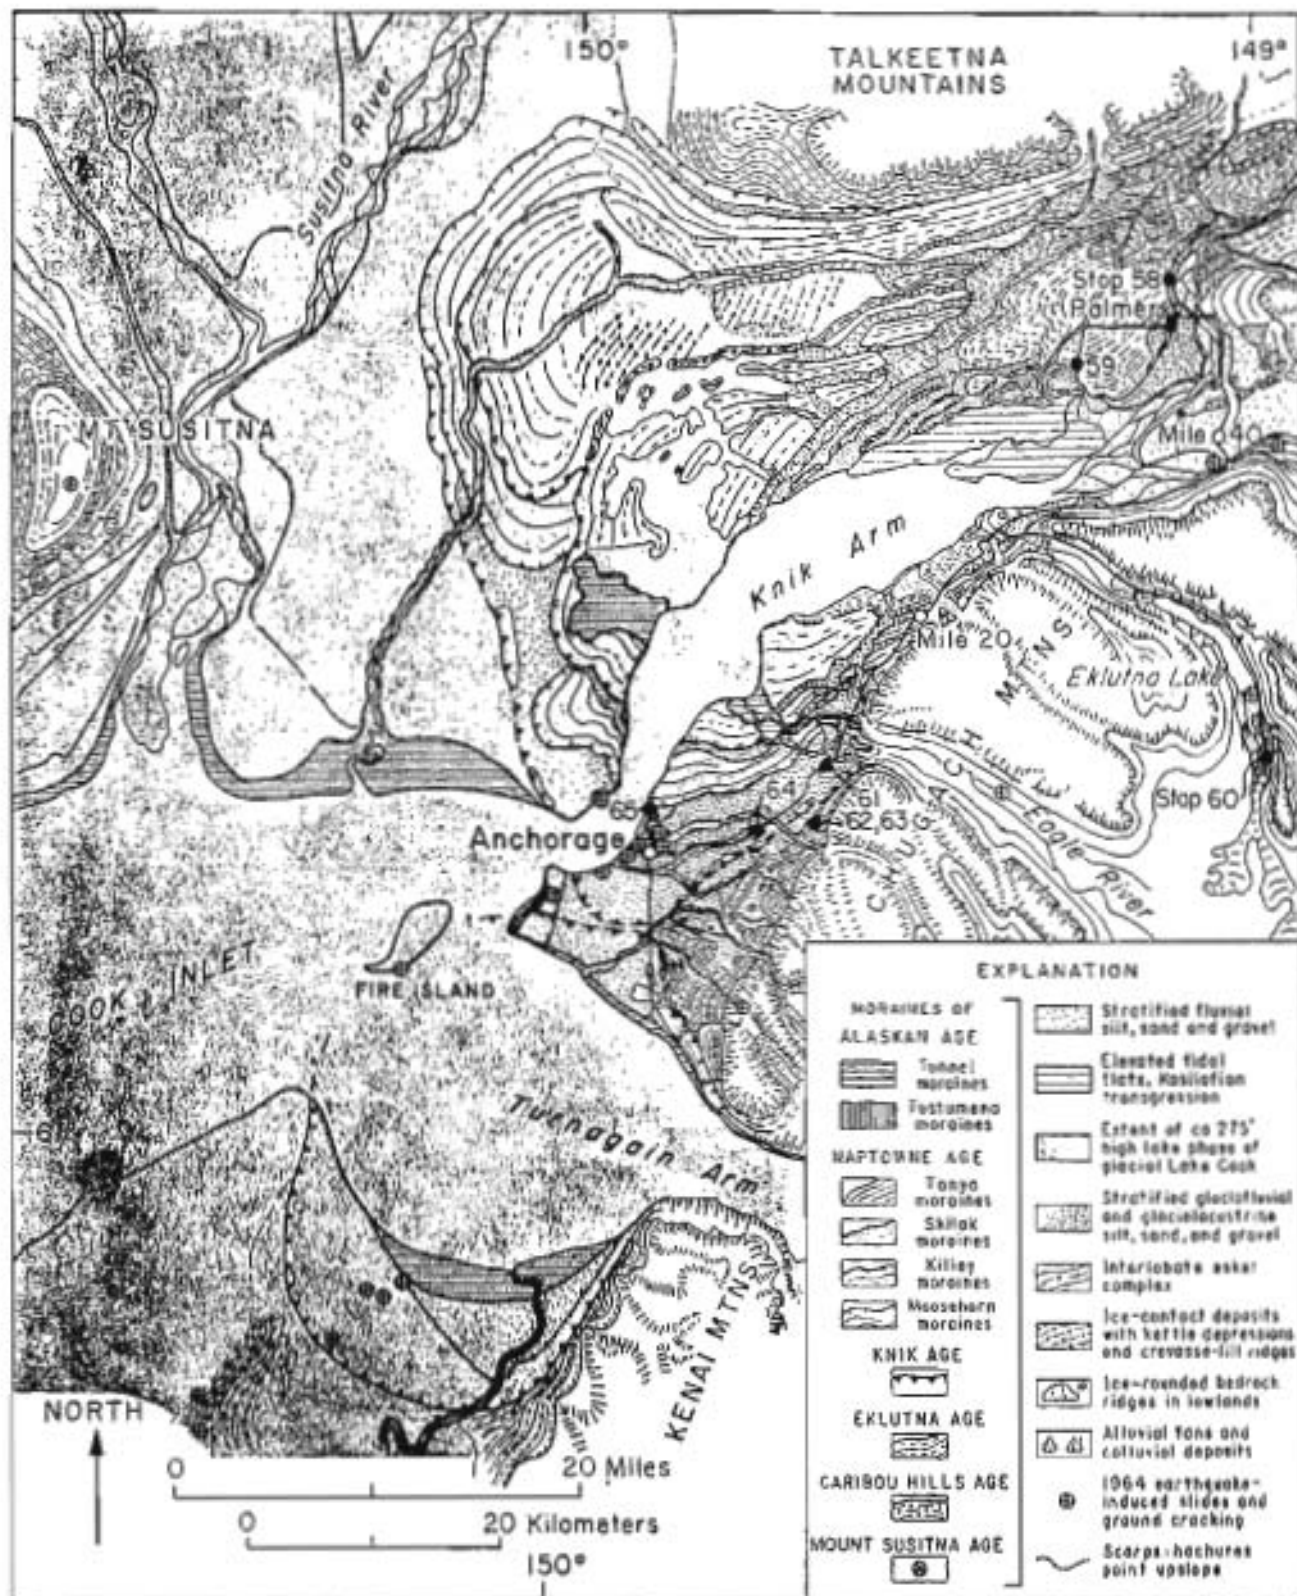 150°
149°
TALKEETNA
MOUNTAINS
Susitna River
Stop 58
Palmer
59
MT SUSITNA
Mile 40
Knik Arm
Mile 20
MTNS
Eklutna Lake
CHUGACH
64
61
62,63
65
Stop 60
Anchorage
Eagle River
COOK INLET
FIRE ISLAND
Turnagain Arm
KENAI MTNS
NORTH
0 20 Miles
0 20 Kilometers
150°
EXPLANATION
MORAINES OF
ALASKAN AGE
Tunnel
moraines
Tustumena
moraines
NAPTOWNE AGE
Tanya
moraines
Skilak
moraines
Killey
moraines
Moosehorn
moraines
KNIK AGE
EKLUTNA AGE
CARIBOU HILLS AGE
MOUNT SUSITNA AGE
Stratified fluvial
silt, sand and gravel
Elevated tidal
flats, Kasilofian
transgression
Extent of ca 275'
high lake phase of
glacial Lake Cook
Stratified glaciofluvial
and glaciolacustrine
silt, sand, and gravel
Interlobate esker
complex
Ice-contact deposits
with kettle depressions
and crevasse-fill ridges
Ice-rounded bedrock
ridges in lowlands
Alluvial fans and
colluvial deposits
1964 earthquake-
induced slides and
ground cracking
Scarps-hachures
point upslope